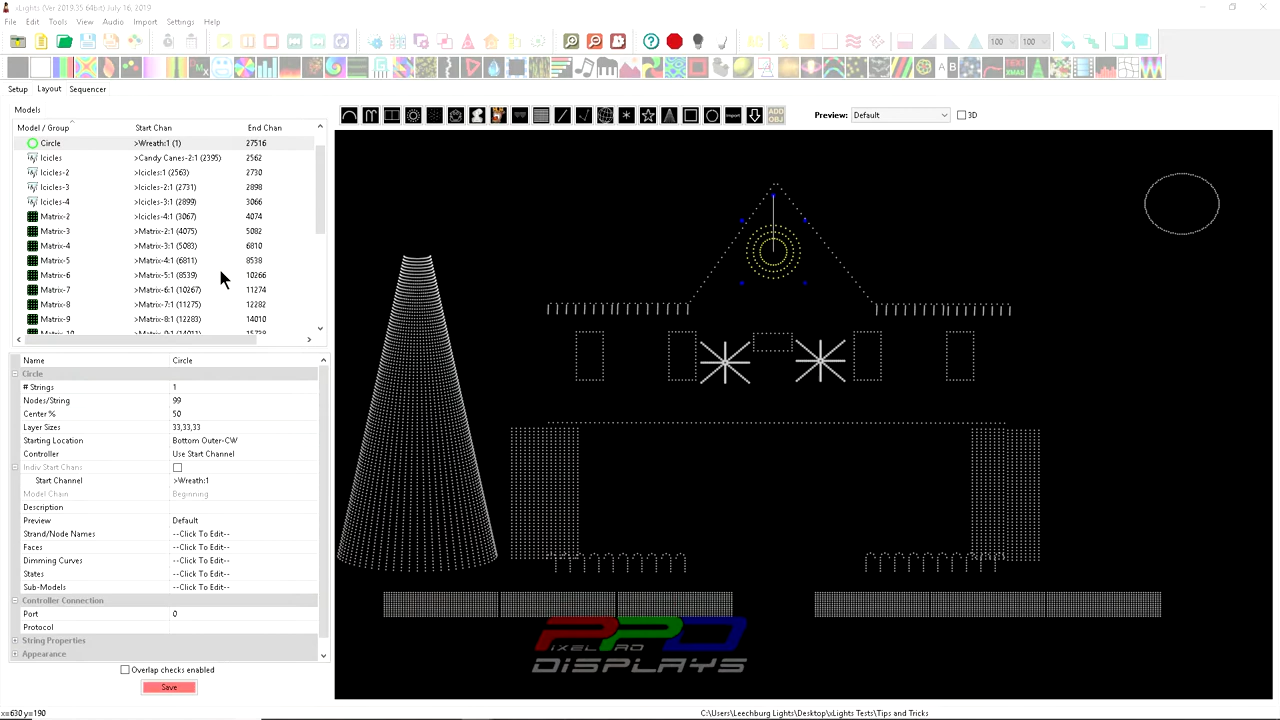 xLights (Ver 2019.35 64bit) July 16, 2019
File Edit Tools View Audio Import Settings Help
100 100
Setup Layout Sequencer
Models
Preview: Default 3D
Model / Group Start Chan End Chan
Circle >Wreath:1 (1) 27516
Icicles >Candy Canes-2:1 (2395) 2562
Icicles-2 >Icicles:1 (2563) 2730
Icicles-3 >Icicles-2:1 (2731) 2898
Icicles-4 >Icicles-3:1 (2899) 3066
Matrix-2 >Icicles-4:1 (3067) 4074
Matrix-3 >Matrix-2:1 (4075) 5082
Matrix-4 >Matrix-3:1 (5083) 6810
Matrix-5 >Matrix-4:1 (6811) 8538
Matrix-6 >Matrix-5:1 (8539) 10266
Matrix-7 >Matrix-6:1 (10267) 11274
Matrix-8 >Matrix-7:1 (11275) 12282
Matrix-9 >Matrix-8:1 (12283) 14010
Matrix-10 >Matrix-9:1 (14011) 15738
Name Circle
Circle
# Strings 1
Nodes/String 99
Center % 50
Layer Sizes 33,33,33
Starting Location Bottom Outer-CW
Controller Use Start Channel
Indiv Start Chans
Start Channel >Wreath:1
Model Chain Beginning
Description
Preview Default
Strand/Node Names --Click To Edit--
Faces --Click To Edit--
Dimming Curves --Click To Edit--
States --Click To Edit--
Sub-Models --Click To Edit--
Controller Connection
Port 0
Protocol
String Properties
Appearance
Overlap checks enabled
Save
PPD
DISPLAYS
x=630 y=190 C:\Users\Leechburg Lights\Desktop\xLights Tests\Tips and Tricks